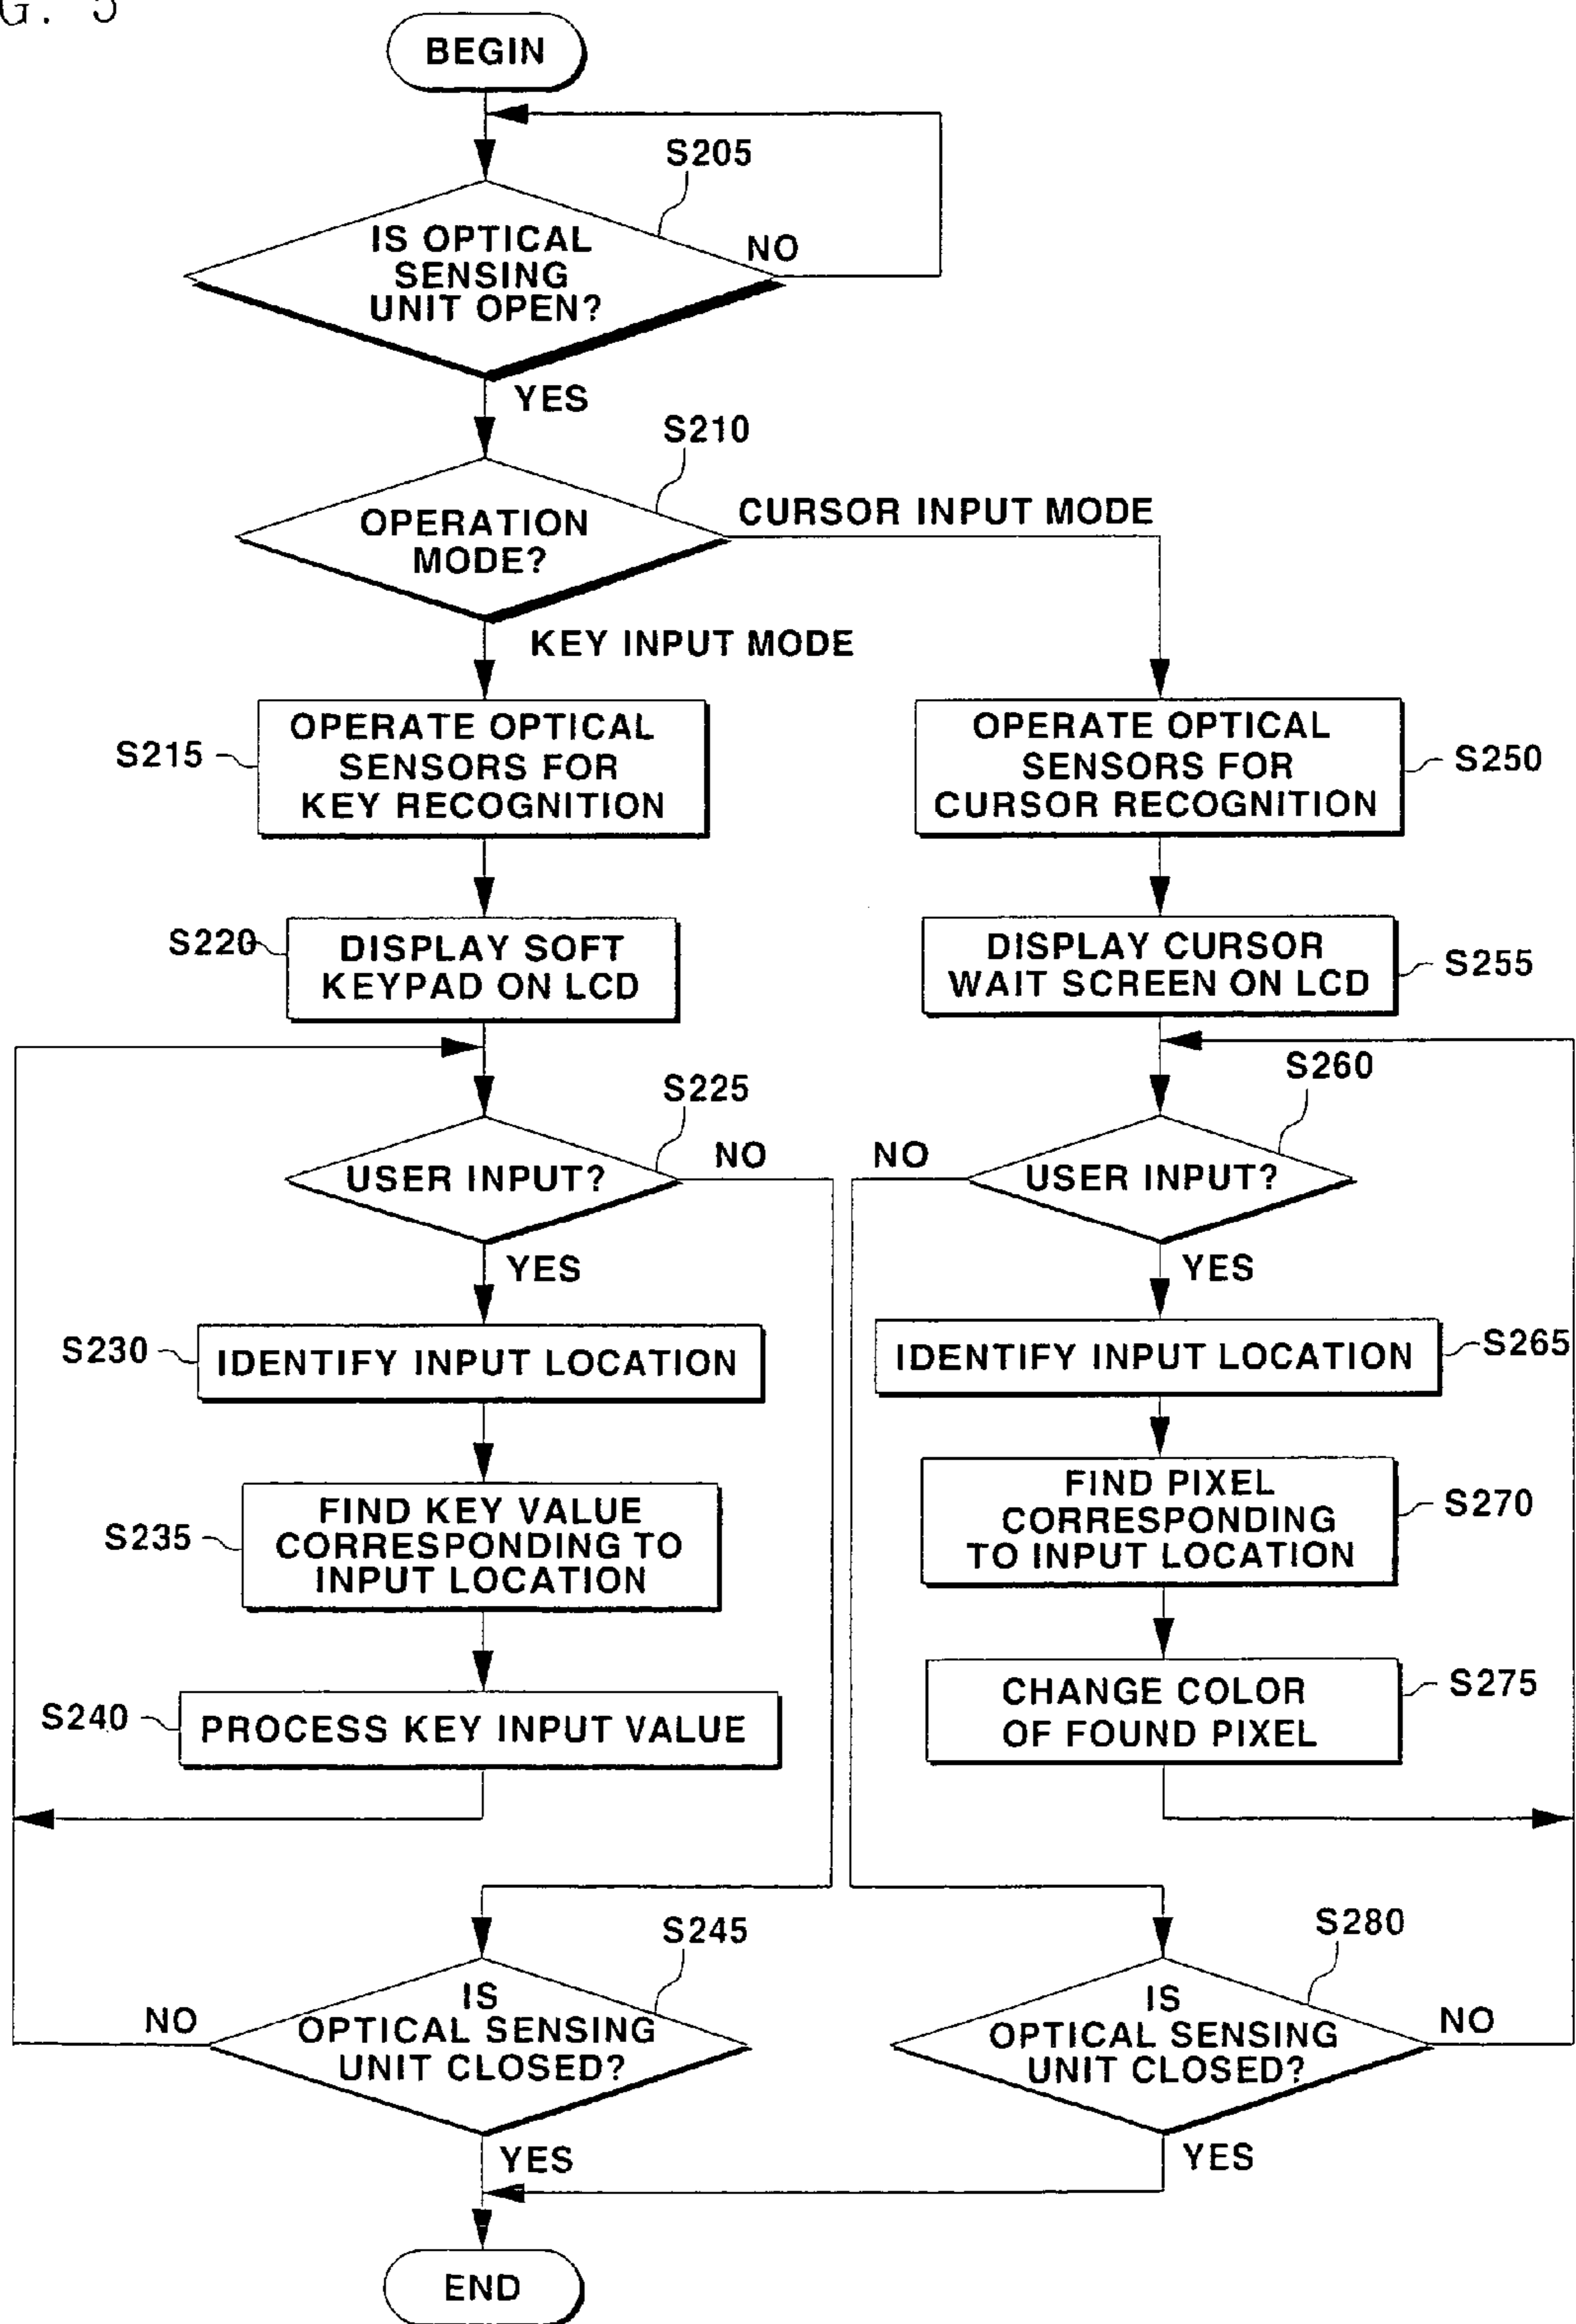 G. 5
BEGIN
S205
IS OPTICAL
SENSING
UNIT OPEN?
NO
YES
S210
OPERATION
MODE?
CURSOR INPUT MODE
KEY INPUT MODE
S215
OPERATE OPTICAL
SENSORS FOR
KEY RECOGNITION
OPERATE OPTICAL
SENSORS FOR
CURSOR RECOGNITION
S250
S220
DISPLAY SOFT
KEYPAD ON LCD
DISPLAY CURSOR
WAIT SCREEN ON LCD
S255
S225
USER INPUT?
NO
YES
S260
NO
USER INPUT?
YES
S230
IDENTIFY INPUT LOCATION
IDENTIFY INPUT LOCATION
S265
S235
FIND KEY VALUE
CORRESPONDING TO
INPUT LOCATION
FIND PIXEL
CORRESPONDING
TO INPUT LOCATION
S270
S240
PROCESS KEY INPUT VALUE
CHANGE COLOR
OF FOUND PIXEL
S275
S245
NO
IS
OPTICAL SENSING
UNIT CLOSED?
YES
S280
IS
OPTICAL SENSING
UNIT CLOSED?
NO
YES
END